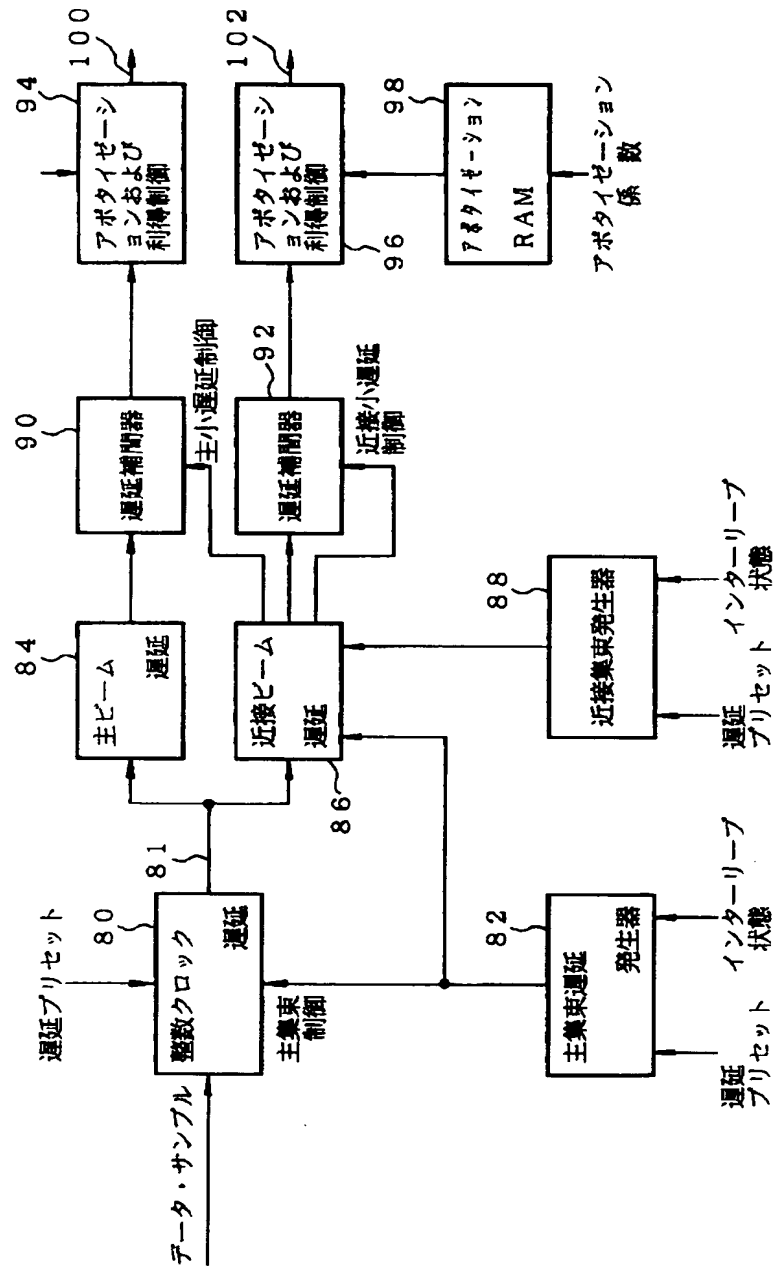 データ・サンプル
遅延プリセット
80
整数クロック
遅延
81
主集束
制御
82
主集束遅延
発生器
遅延
プリセット
インターリーブ
状態
84
主ビーム
遅延
近接ビーム
遅延
86
88
近接集束発生器
遅延
プリセット
インターリーブ
状態
90
遅延補間器
主小遅延制御
92
遅延補間器
近接小遅延
制御
94
アポタイゼーシ
ョンおよび
利得制御
100
アポタイゼーシ
ョンおよび
利得制御
96
102
98
アポタイゼーション
RAM
アポタイゼーション
係数